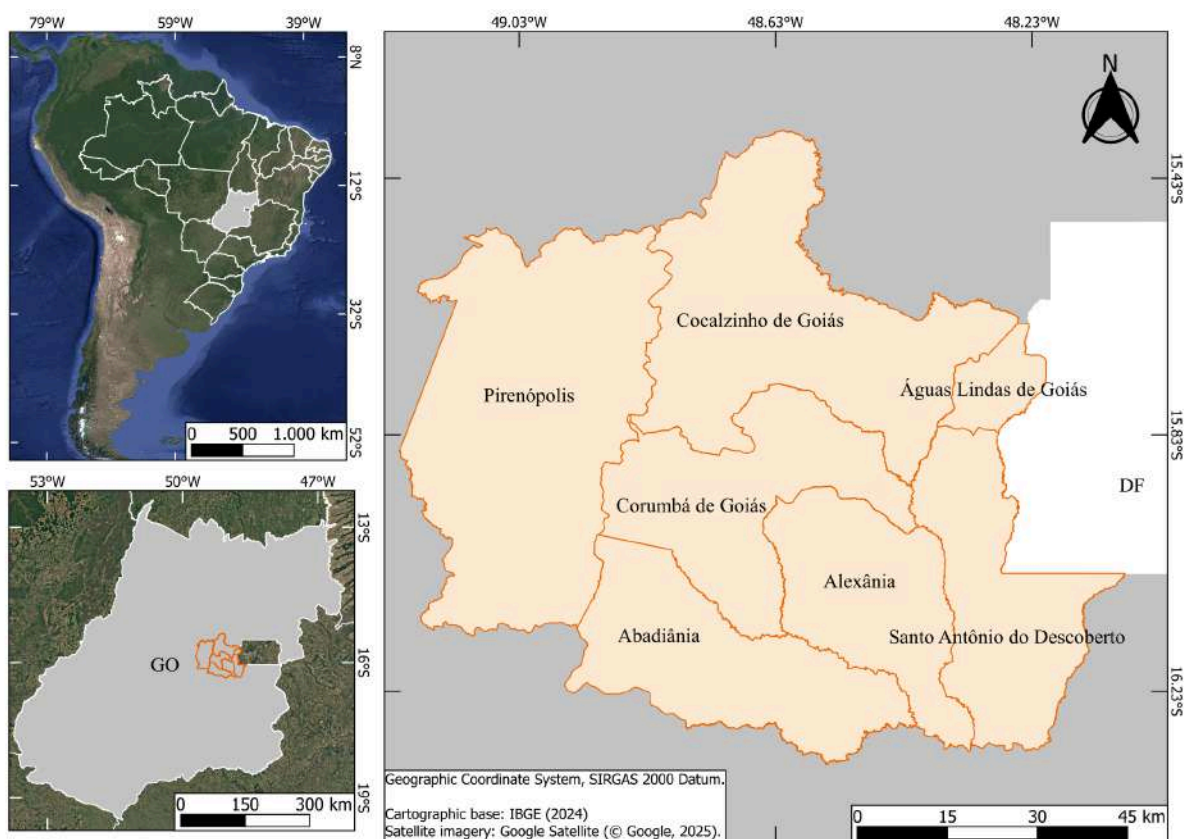 79°W 59°W 39°W
8°N
12°S
32°S
52°S
0 500 1.000 km
53°W 50°W 47°W
13°S
16°S
19°S
GO
0 150 300 km
49.03°W 48.63°W 48.23°W
N
15.43°S
15.83°S
16.23°S
Cocalzinho de Goiás
Pirenópolis
Águas Lindas de Goiás
DF
Corumbá de Goiás
Alexânia
Abadiânia
Santo Antônio do Descoberto
Geographic Coordinate System, SIRGAS 2000 Datum.
Cartographic base: IBGE (2024)
Satellite imagery: Google Satellite (© Google, 2025).
0 15 30 45 km